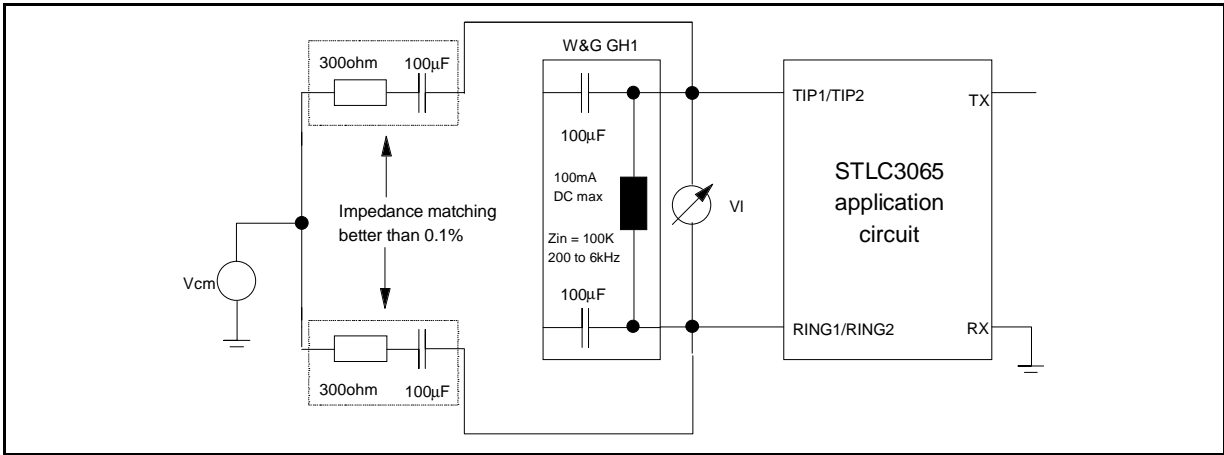 W&G GH1
300ohm
100μF
TIP1/TIP2
TX
100μF
100mA
DC max
STLC3065
application
circuit
VI
Impedance matching
better than 0.1%
Zin = 100K
200 to 6kHz
Vcm
100μF
RING1/RING2
RX
300ohm
100μF